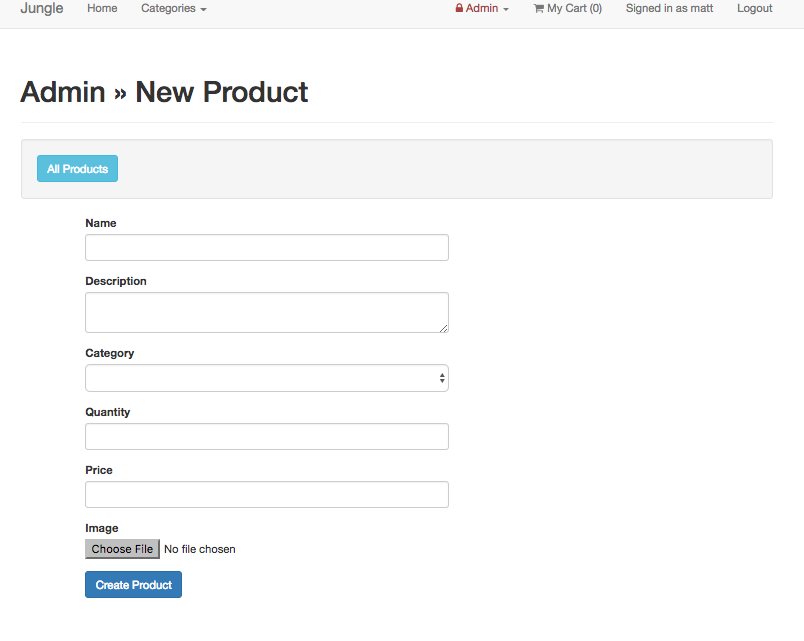 Jungle Home Categories Admin My Cart (0) Signed in as matt Logout
Admin » New Product
All Products
Name
Description
Category
Quantity
Price
Image
Choose File No file chosen
Create Product